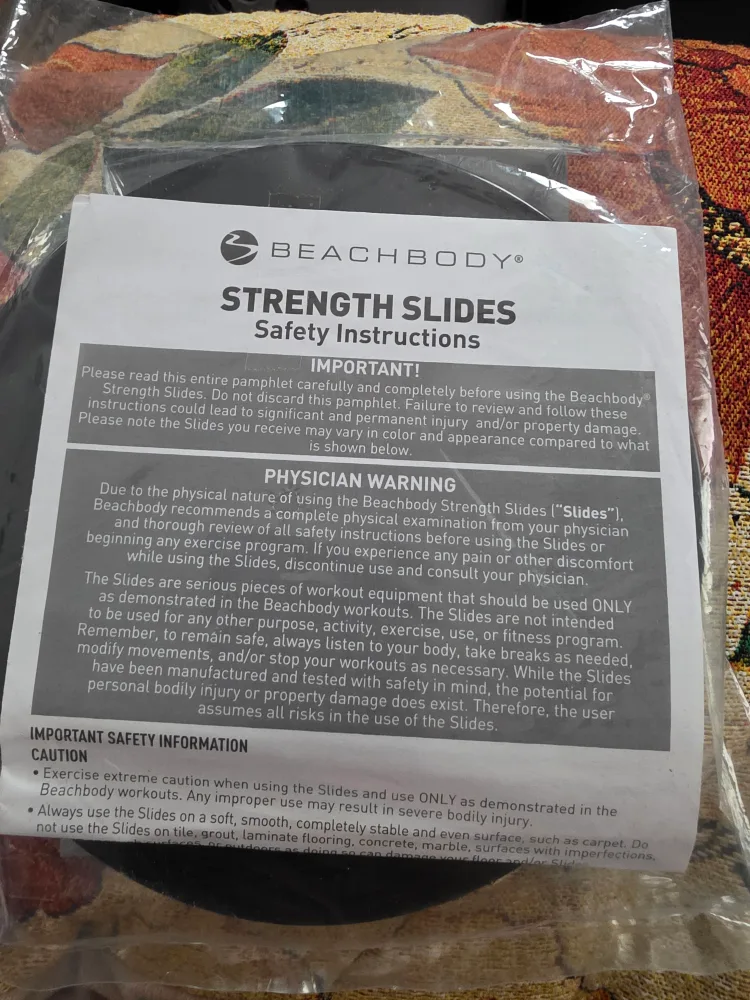 BEACHBODY®
STRENGTH SLIDES
Safety Instructions
IMPORTANT!
Please read this entire pamphlet carefully and completely before using the Beachbody®
Strength Slides. Do not discard this pamphlet. Failure to review and follow these
instructions could lead to significant and permanent injury and/or property damage.
Please note the Slides you receive may vary in color and appearance compared to what
is shown below.
PHYSICIAN WARNING
Due to the physical nature of using the Beachbody Strength Slides ("Slides"),
Beachbody recommends a complete physical examination from your physician
and thorough review of all safety instructions before using the Slides or
beginning any exercise program. If you experience any pain or other discomfort
while using the Slides, discontinue use and consult your physician.
The Slides are serious pieces of workout equipment that should be used ONLY
as demonstrated in the Beachbody workouts. The Slides are not intended
to be used for any other purpose, activity, exercise, use, or fitness program.
Remember, to remain safe, always listen to your body, take breaks as needed,
modify movements, and/or stop your workouts as necessary. While the Slides
have been manufactured and tested with safety in mind, the potential for
personal bodily injury or property damage does exist. Therefore, the user
assumes all risks in the use of the Slides.
IMPORTANT SAFETY INFORMATION
CAUTION
• Exercise extreme caution when using the Slides and use ONLY as demonstrated in the
Beachbody workouts. Any improper use may result in severe bodily injury.
• Always use the Slides on a soft, smooth, completely stable and even surface, such as carpet. Do
not use the Slides on tile, grout, laminate flooring, concrete, marble, surfaces with imperfections,
or outdoors as doing so can damage your floor and/or